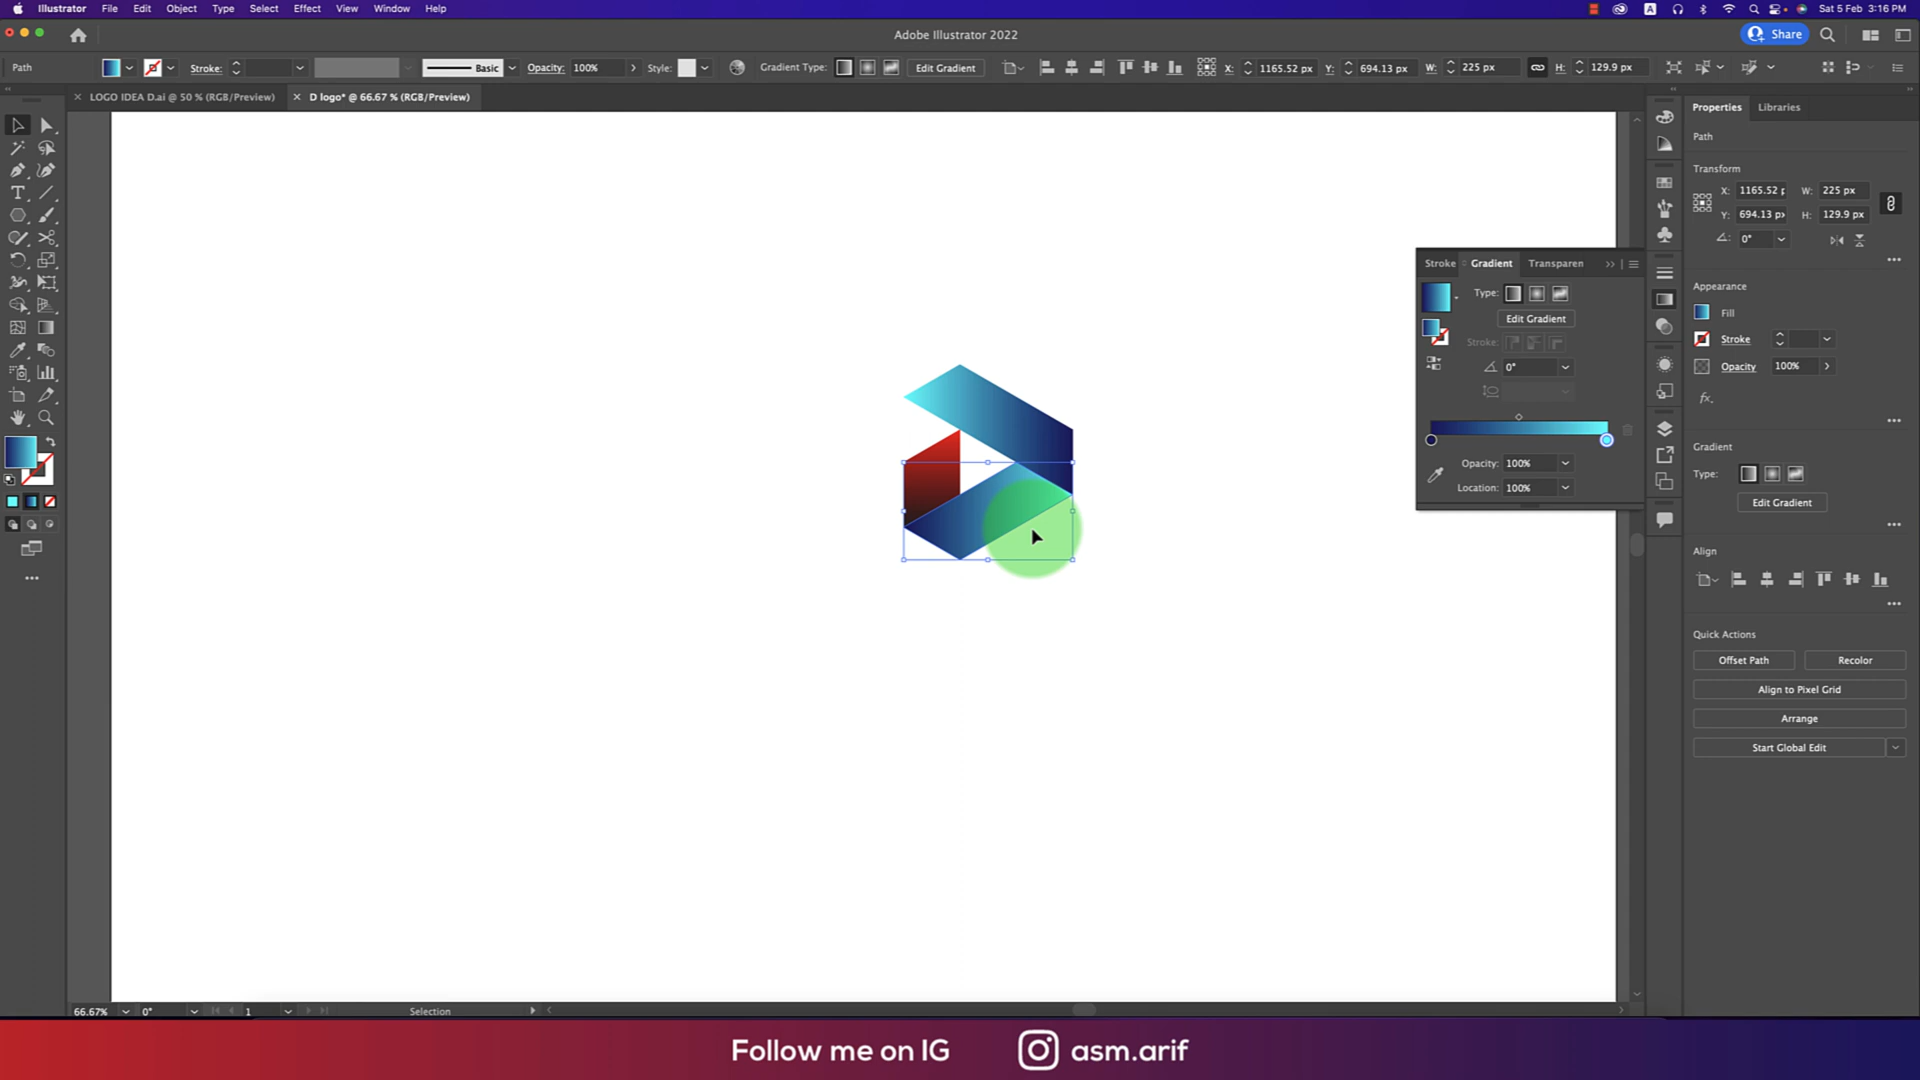 Illustrator File Edit Object Type Select Effect View Window Help A Sat 5 Feb 3:16 PM
Adobe Illustrator 2022 Share
Path Stroke: Basic Opacity: 100% Style: Gradient Type: Edit Gradient X: 1165.52 px Y: 694.13 px W: 225 px H: 129.9 px
LOGO IDEA D.ai @ 50 % (RGB/Preview) D logo* @ 66.67 % (RGB/Preview)
Properties Libraries
Path
Transform
X: 1165.52 p W: 225 px
Y: 694.13 px H: 129.9 px
0°
Stroke Gradient Transparen
Type:
Edit Gradient
Stroke:
0°
Opacity: 100%
Location: 100%
Appearance
Fill
Stroke
Opacity 100%
fx.
Gradient
Type:
Edit Gradient
Align
Quick Actions
Offset Path Recolor
Align to Pixel Grid
Arrange
Start Global Edit
66.67% 0° 1 Selection
Follow me on IG asm.arif